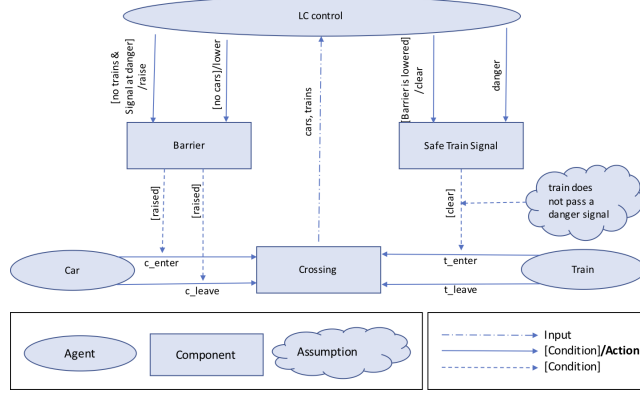 LC control
[no trains &
Signal at danger]
/raise
[no cars]/lower
cars, trains
[Barrier is lowered]
/clear
danger
Barrier
Safe Train Signal
[raised]
[raised]
[clear]
train does
not pass a
danger signal
Car
c_enter
c_leave
Crossing
t_enter
t_leave
Train
Agent
Component
Assumption
Input
[Condition]/Action
[Condition]